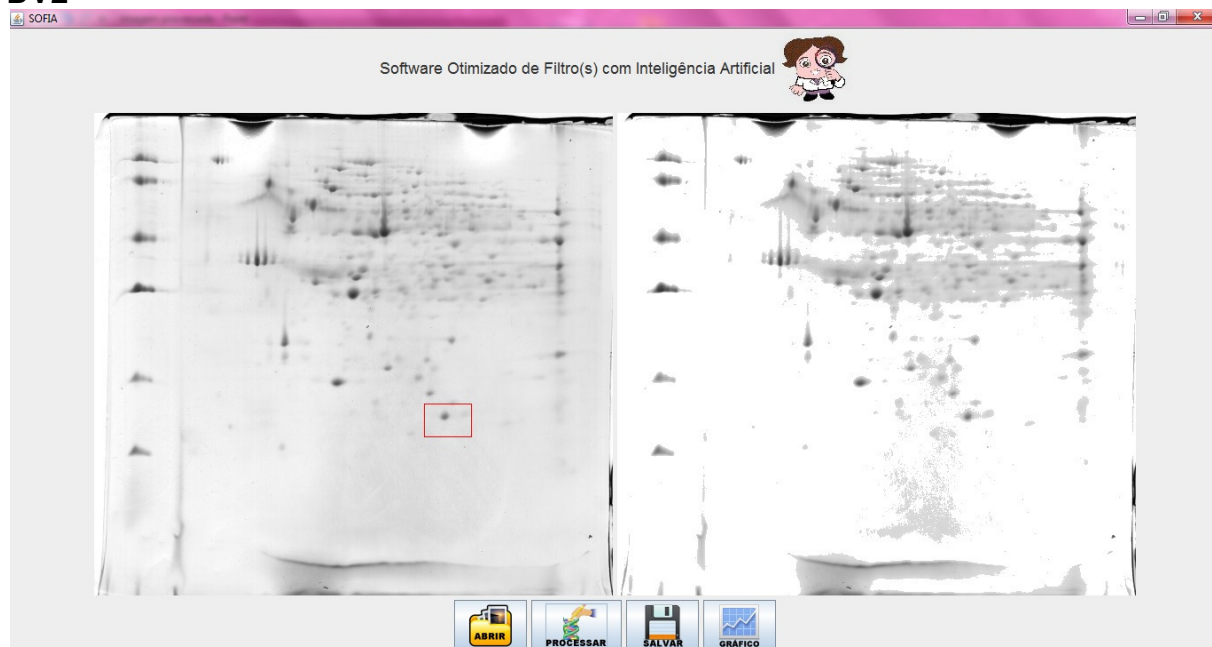 SOFIA
Software Otimizado de Filtro(s) com Inteligência Artificial
ABRIR
PROCESSAR
SALVAR
GRÁFICO